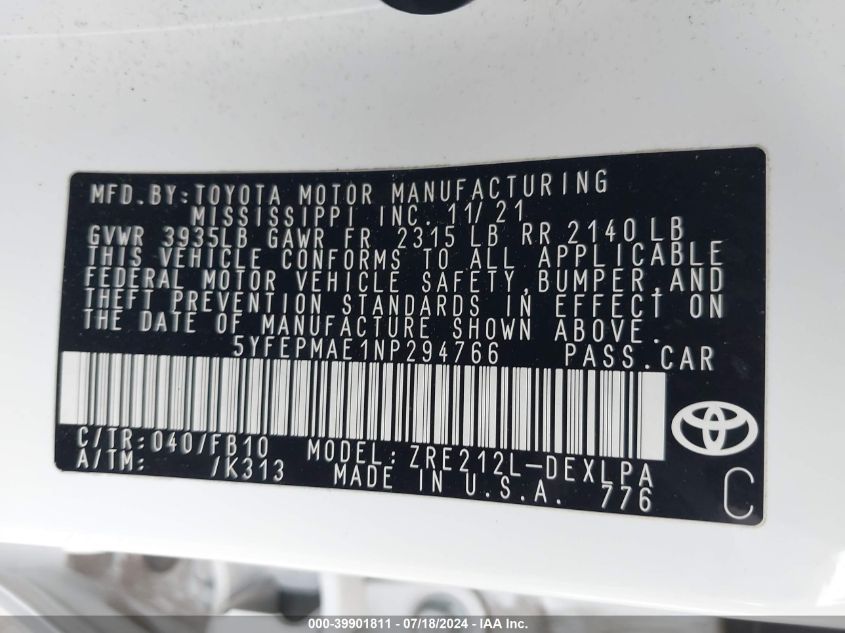 MFD.BY:TOYOTA MOTOR MANUFACTURING
MISSISSIPPI INC. 11/21
GVWR 3935LB GAWR FR 2315 LB RR 2140 LB
THIS VEHICLE CONFORMS TO ALL APPLICABLE
FEDERAL MOTOR VEHICLE SAFETY, BUMPER, AND
THEFT PREVENTION STANDARDS IN EFFECT ON
THE DATE OF MANUFACTURE SHOWN ABOVE.
5YFEPMAE1NP294766 PASS.CAR
C/TR:040/FB10 MODEL:ZRE212L-DEXLPA
A/TM: /K313 MADE IN U.S.A. 776
C
000-39901811 - 07/18/2024 - IAA Inc.